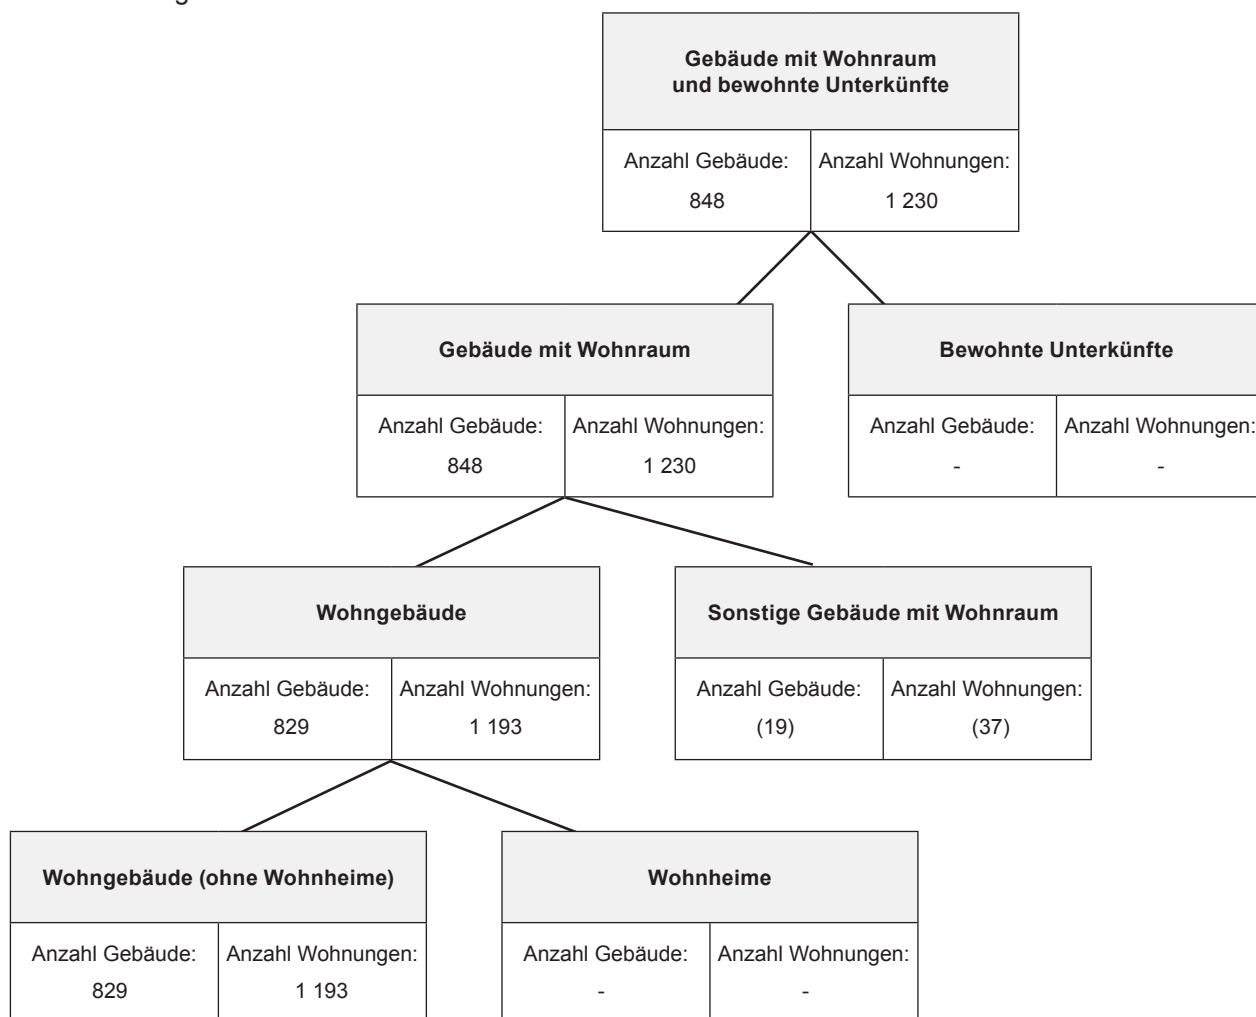 Gebäude mit Wohnraum
und bewohnte Unterkünfte
Anzahl Gebäude: Anzahl Wohnungen:
848 1 230
Gebäude mit Wohnraum
Anzahl Gebäude: Anzahl Wohnungen:
848 1 230
Bewohnte Unterkünfte
Anzahl Gebäude: Anzahl Wohnungen:
- -
Wohngebäude
Anzahl Gebäude: Anzahl Wohnungen:
829 1 193
Sonstige Gebäude mit Wohnraum
Anzahl Gebäude: Anzahl Wohnungen:
(19) (37)
Wohngebäude (ohne Wohnheime)
Anzahl Gebäude: Anzahl Wohnungen:
829 1 193
Wohnheime
Anzahl Gebäude: Anzahl Wohnungen:
- -